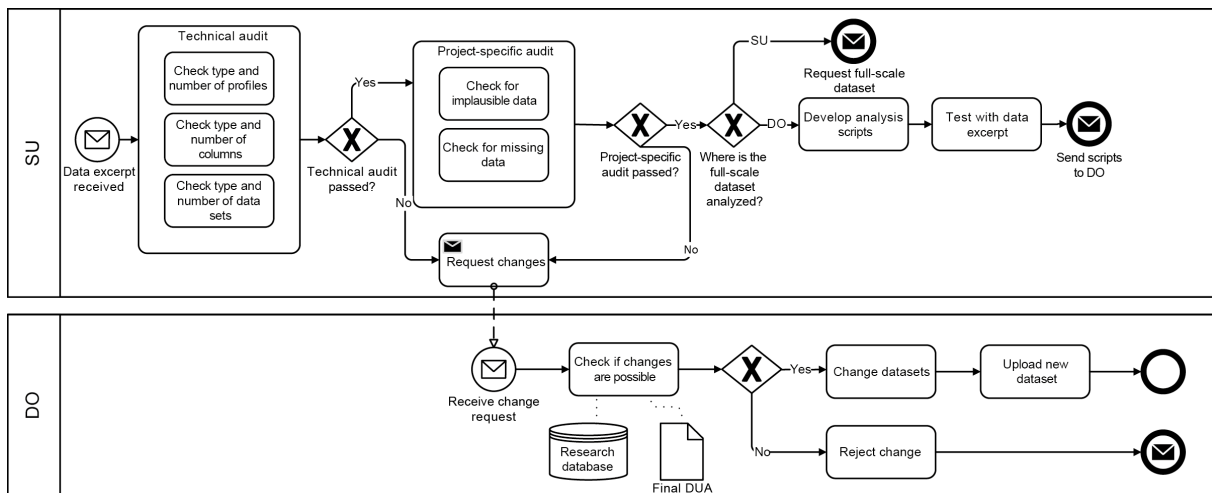 SU
Data excerpt
received
Technical audit
Check type and
number of profiles
Check type and
number of
columns
Check type and
number of data
sets
Technical audit
passed?
Yes
No
Project-specific audit
Check for
implausible data
Check for missing
data
Project-specific
audit passed?
Yes
No
Request changes
Where is the
full-scale
dataset
analyzed?
SU
Request full-scale
dataset
DO
Develop analysis
scripts
Test with data
excerpt
Send scripts
to DO
DO
Receive change
request
Check if changes
are possible
Research
database
Final DUA
Yes
Change datasets
Upload new
dataset
No
Reject change